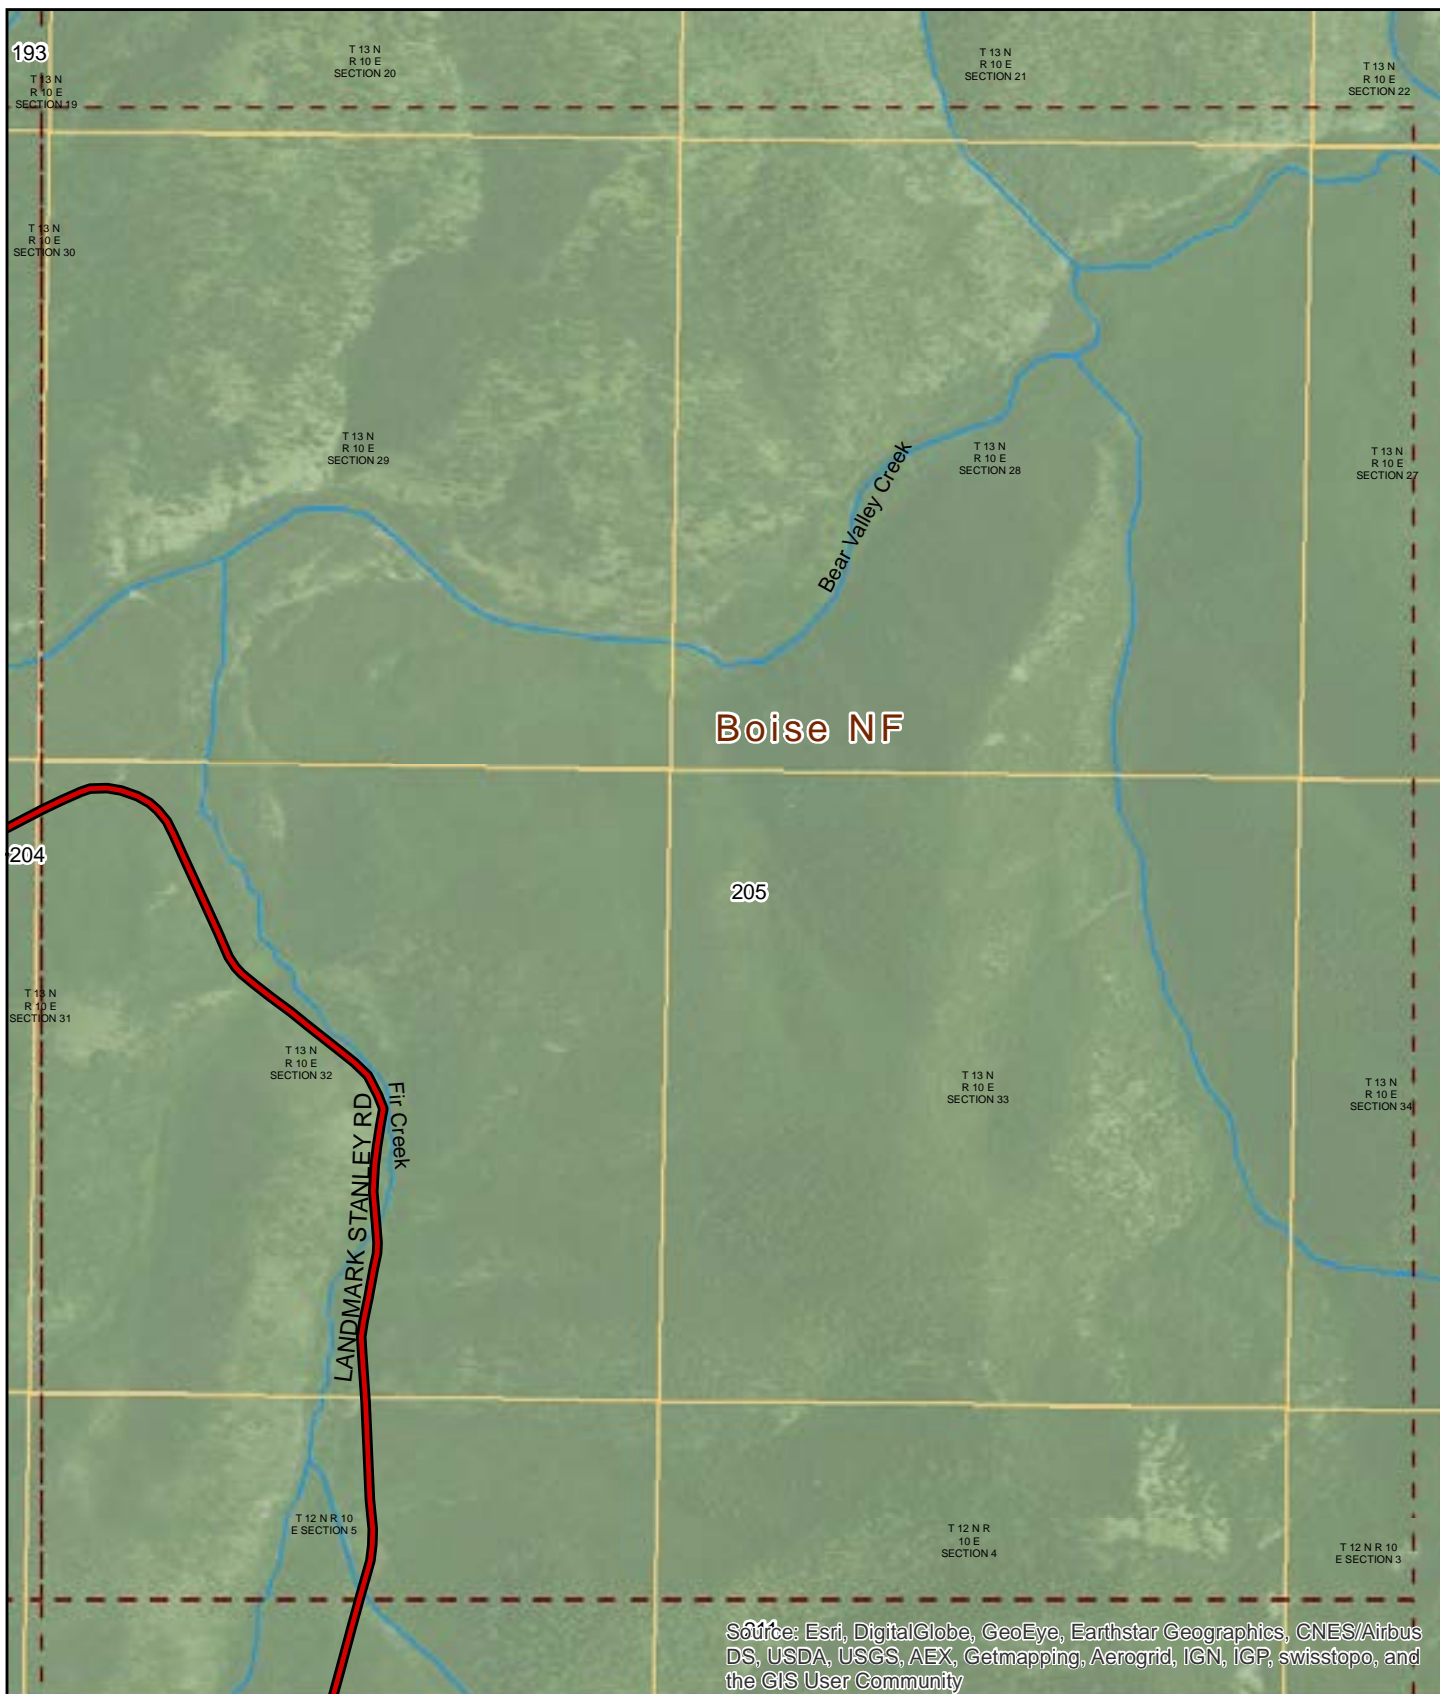 193
T 13 N
R 10 E
SECTION 19
T 13 N
R 10 E
SECTION 20
T 13 N
R 10 E
SECTION 21
T 13 N
R 10 E
SECTION 22
T 13 N
R 10 E
SECTION 30
T 13 N
R 10 E
SECTION 29
Bear Valley Creek
T 13 N
R 10 E
SECTION 28
T 13 N
R 10 E
SECTION 27
Boise NF
204
205
T 13 N
R 10 E
SECTION 31
T 13 N
R 10 E
SECTION 32
LANDMARK STANLEY RD
Fir Creek
T 13 N
R 10 E
SECTION 33
T 13 N
R 10 E
SECTION 34
T 12 N R 10
E SECTION 5
T 12 N R
10 E
SECTION 4
T 12 N R 10
E SECTION 3
Source: Esri, DigitalGlobe, GeoEye, Earthstar Geographics, CNES/Airbus
DS, USDA, USGS, AEX, Getmapping, Aerogrid, IGN, IGP, swisstopo, and
the GIS User Community